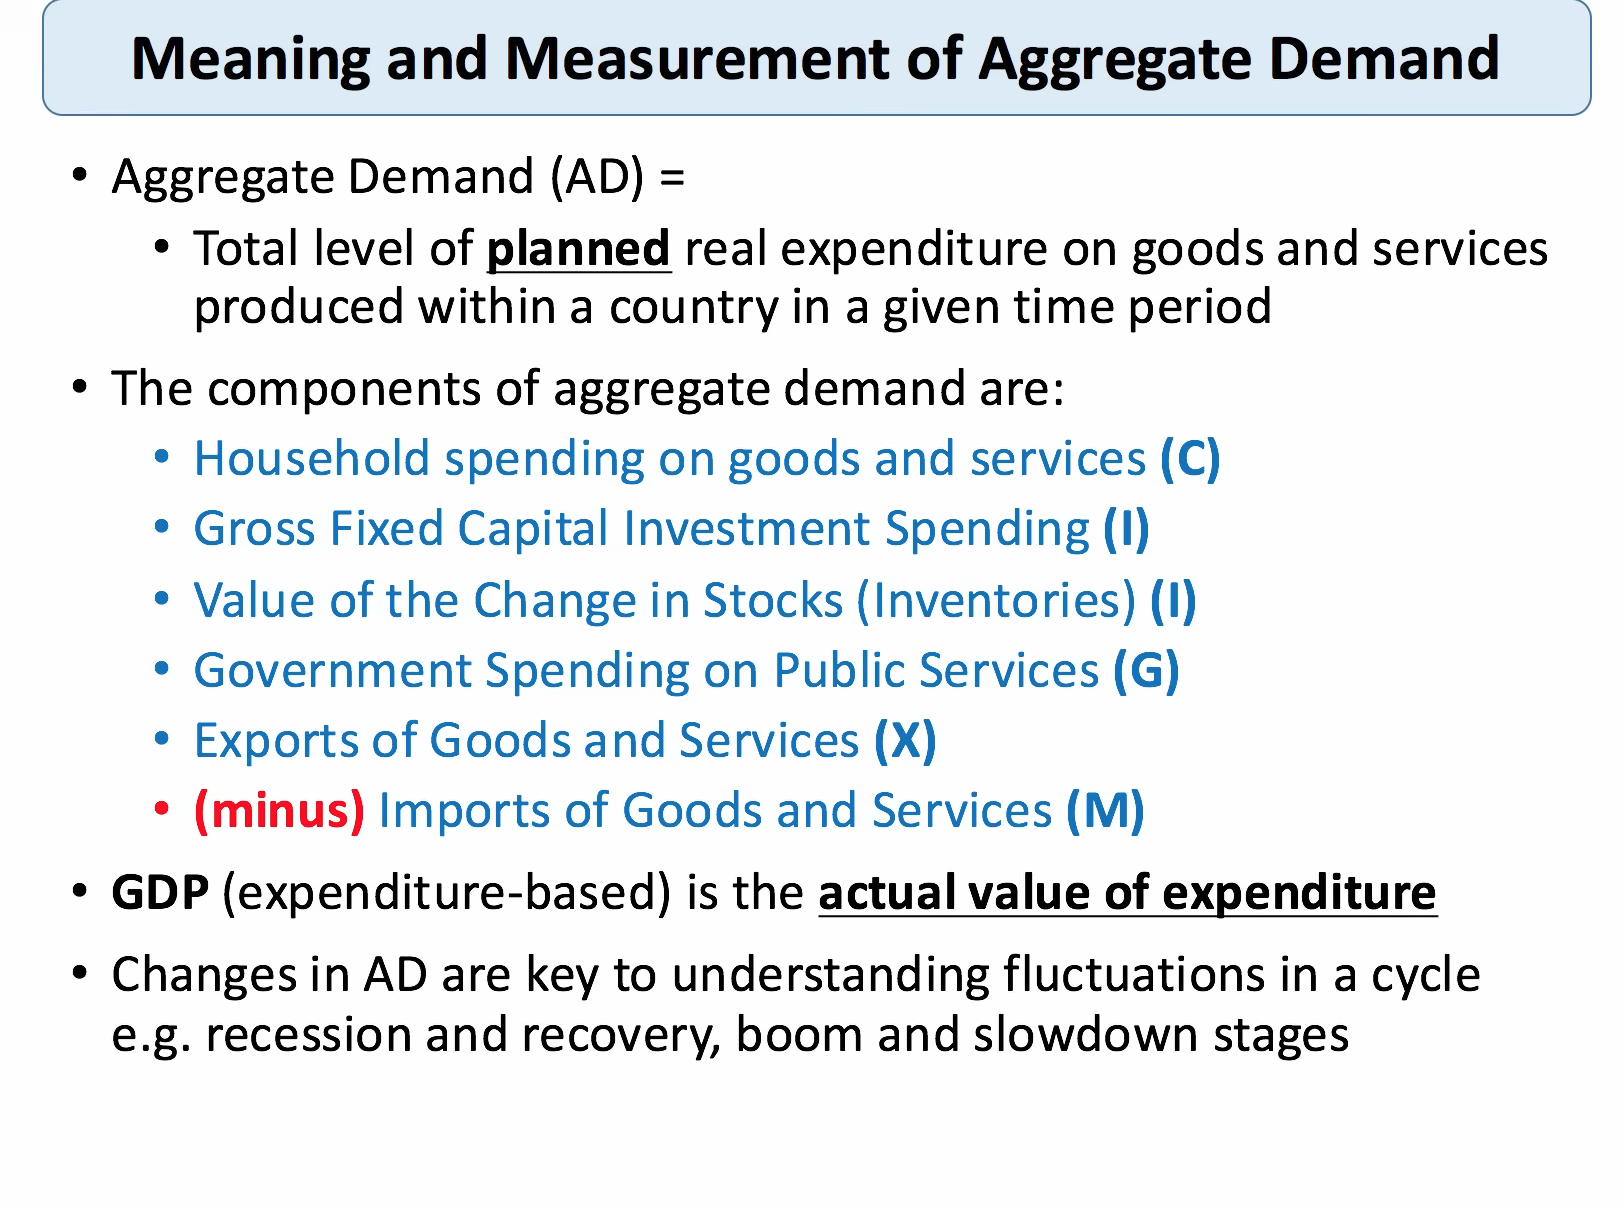 Meaning and Measurement of Aggregate Demand
• Aggregate Demand (AD) =
• Total level of planned real expenditure on goods and services
produced within a country in a given time period
• The components of aggregate demand are:
• Household spending on goods and services (C)
• Gross Fixed Capital Investment Spending (I)
• Value of the Change in Stocks (Inventories) (I)
• Government Spending on Public Services (G)
• Exports of Goods and Services (X)
• (minus) Imports of Goods and Services (M)
• GDP (expenditure-based) is the actual value of expenditure
• Changes in AD are key to understanding fluctuations in a cycle
e.g. recession and recovery, boom and slowdown stages